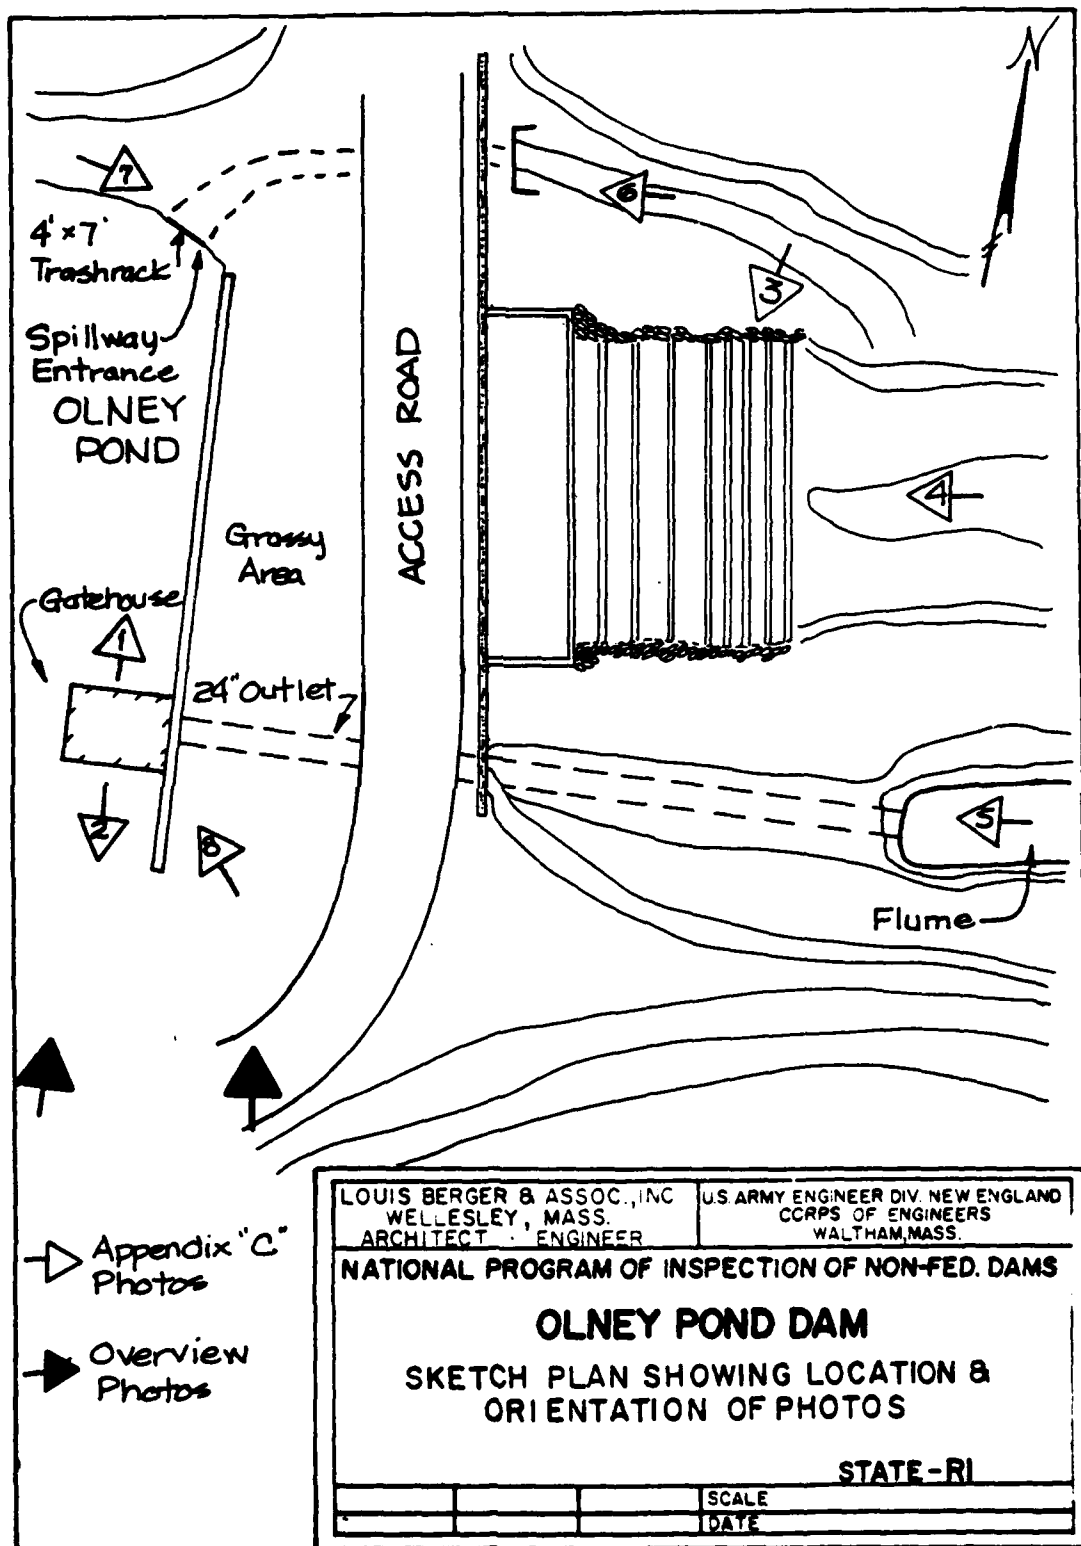 N
7
4'x7'
Trashrack
Spillway
Entrance
OLNEY
POND
6
3
ACCESS ROAD
4
Grassy
Area
Gatehouse
1
24" Outlet
2
8
5
Flume
Appendix "C"
Photos
Overview
Photos
LOUIS BERGER & ASSOC., INC
WELLESLEY, MASS.
ARCHITECT · ENGINEER
U.S. ARMY ENGINEER DIV. NEW ENGLAND
CORPS OF ENGINEERS
WALTHAM, MASS.
NATIONAL PROGRAM OF INSPECTION OF NON-FED. DAMS
OLNEY POND DAM
SKETCH PLAN SHOWING LOCATION &
ORIENTATION OF PHOTOS
STATE-RI
SCALE
DATE